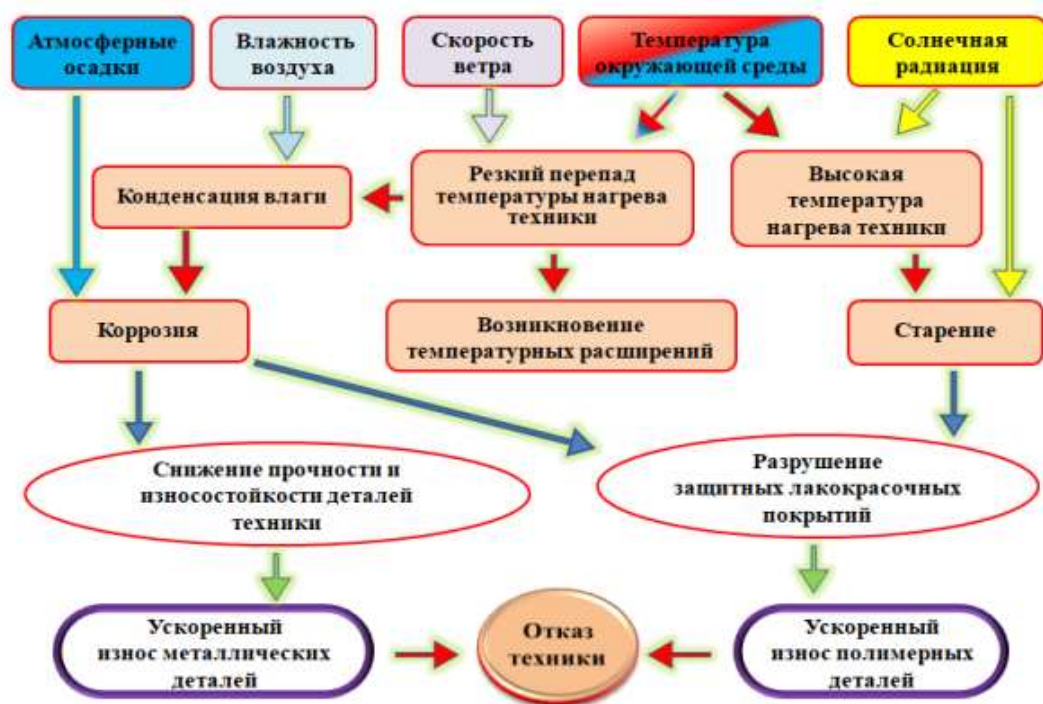 Атмосферные
осадки
Влажность
воздуха
Скорость
ветра
Температура
окружающей среды
Солнечная
радиация
Конденсация влаги
Резкий перепад
температуры нагрева
техники
Высокая
температура
нагрева техники
Коррозия
Возникновение
температурных расширений
Старение
Снижение прочности и
износостойкости деталей
техники
Разрушение
защитных лакокрасочных
покрытий
Ускоренный
износ металлических
деталей
Отказ
техники
Ускоренный
износ полимерных
деталей